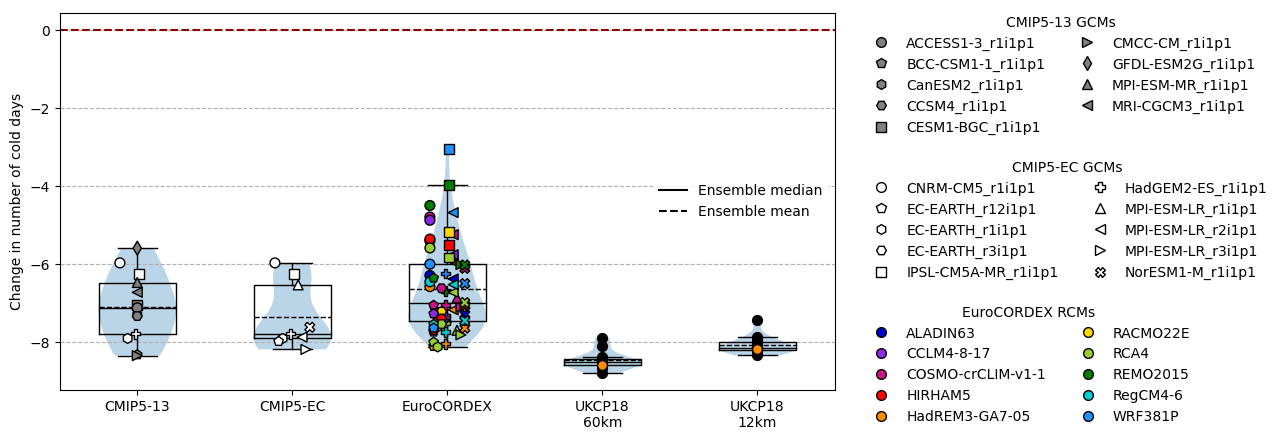 Change in number of cold days
0
−2
−4
−6
−8
CMIP5-13
CMIP5-EC
EuroCORDEX
UKCP18
60km
UKCP18
12km
Ensemble median
Ensemble mean
CMIP5-13 GCMs
ACCESS1-3_r1i1p1
BCC-CSM1-1_r1i1p1
CanESM2_r1i1p1
CCSM4_r1i1p1
CESM1-BGC_r1i1p1
CMCC-CM_r1i1p1
GFDL-ESM2G_r1i1p1
MPI-ESM-MR_r1i1p1
MRI-CGCM3_r1i1p1
CMIP5-EC GCMs
CNRM-CM5_r1i1p1
EC-EARTH_r12i1p1
EC-EARTH_r1i1p1
EC-EARTH_r3i1p1
IPSL-CM5A-MR_r1i1p1
HadGEM2-ES_r1i1p1
MPI-ESM-LR_r1i1p1
MPI-ESM-LR_r2i1p1
MPI-ESM-LR_r3i1p1
NorESM1-M_r1i1p1
EuroCORDEX RCMs
ALADIN63
CCLM4-8-17
COSMO-crCLIM-v1-1
HIRHAM5
HadREM3-GA7-05
RACMO22E
RCA4
REMO2015
RegCM4-6
WRF381P